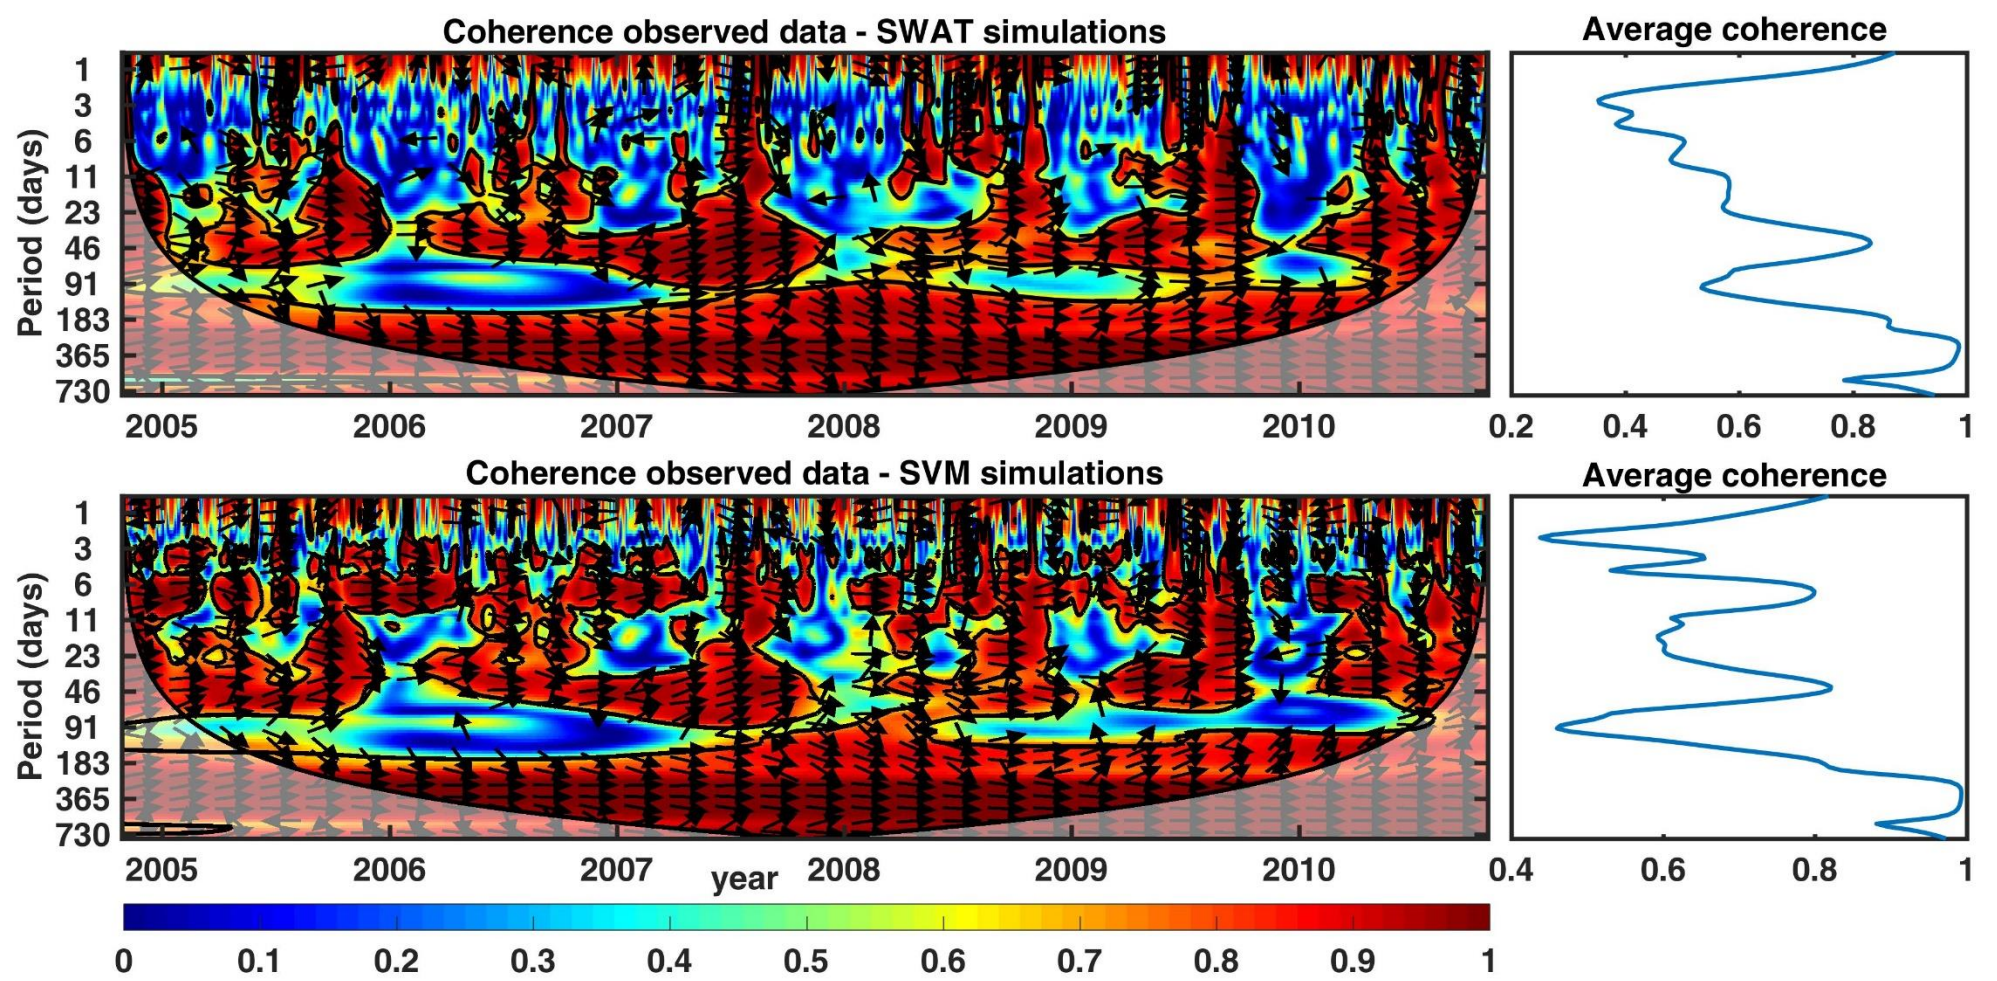 Coherence observed data - SWAT simulations
Average coherence
Period (days)
1
3
6
11
23
46
91
183
365
730
2005 2006 2007 2008 2009 2010
0.2 0.4 0.6 0.8 1
Coherence observed data - SVM simulations
Average coherence
Period (days)
1
3
6
11
23
46
91
183
365
730
2005 2006 2007 year 2008 2009 2010
0.4 0.6 0.8 1
0 0.1 0.2 0.3 0.4 0.5 0.6 0.7 0.8 0.9 1